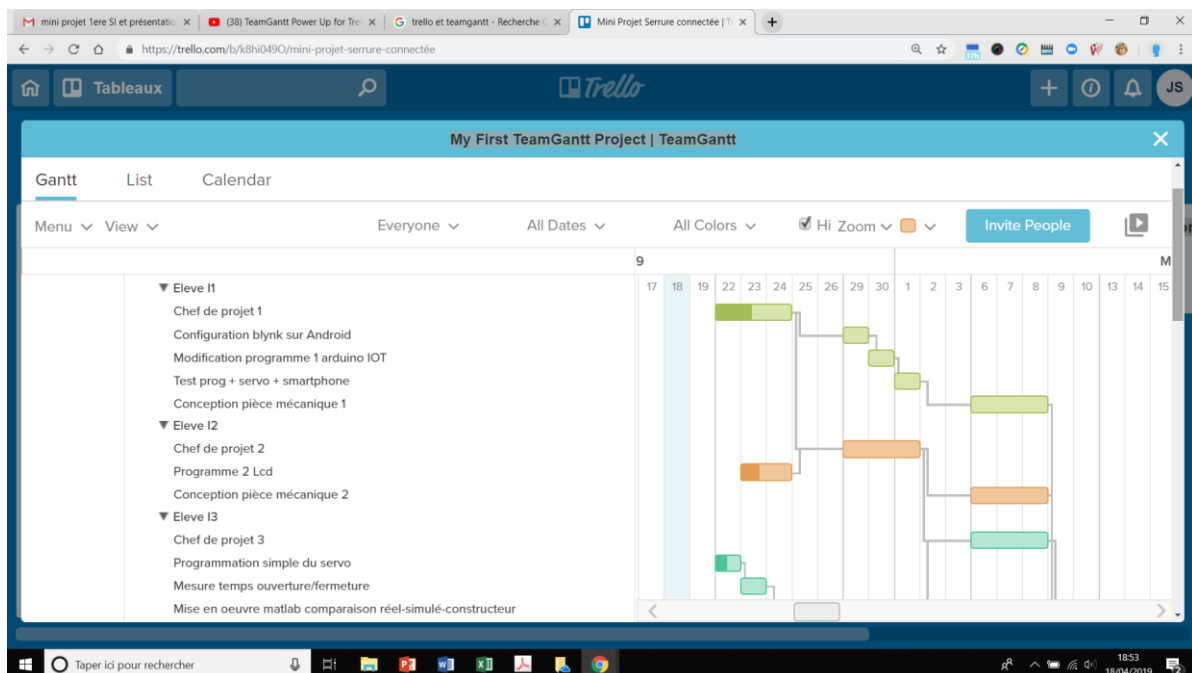 mini projet 1ere SI et présentatio
(38) TeamGantt Power Up for Trel
trello et teamgantt - Recherche G
Mini Projet Serrure connectée | T
https://trello.com/b/k8hi049O/mini-projet-serrure-connectée
Tableaux
Trello
JS
My First TeamGantt Project | TeamGantt
Gantt List Calendar
Menu View Everyone All Dates All Colors Hi Zoom Invite People
9 M
17 18 19 22 23 24 25 26 29 30 1 2 3 6 7 8 9 10 13 14 15
Eleve I1
Chef de projet 1
Configuration blynk sur Android
Modification programme 1 arduino IOT
Test prog + servo + smartphone
Conception pièce mécanique 1
Eleve I2
Chef de projet 2
Programme 2 Lcd
Conception pièce mécanique 2
Eleve I3
Chef de projet 3
Programmation simple du servo
Mesure temps ouverture/fermeture
Mise en oeuvre matlab comparaison réel-simulé-constructeur
Taper ici pour rechercher
18:53
18/04/2019